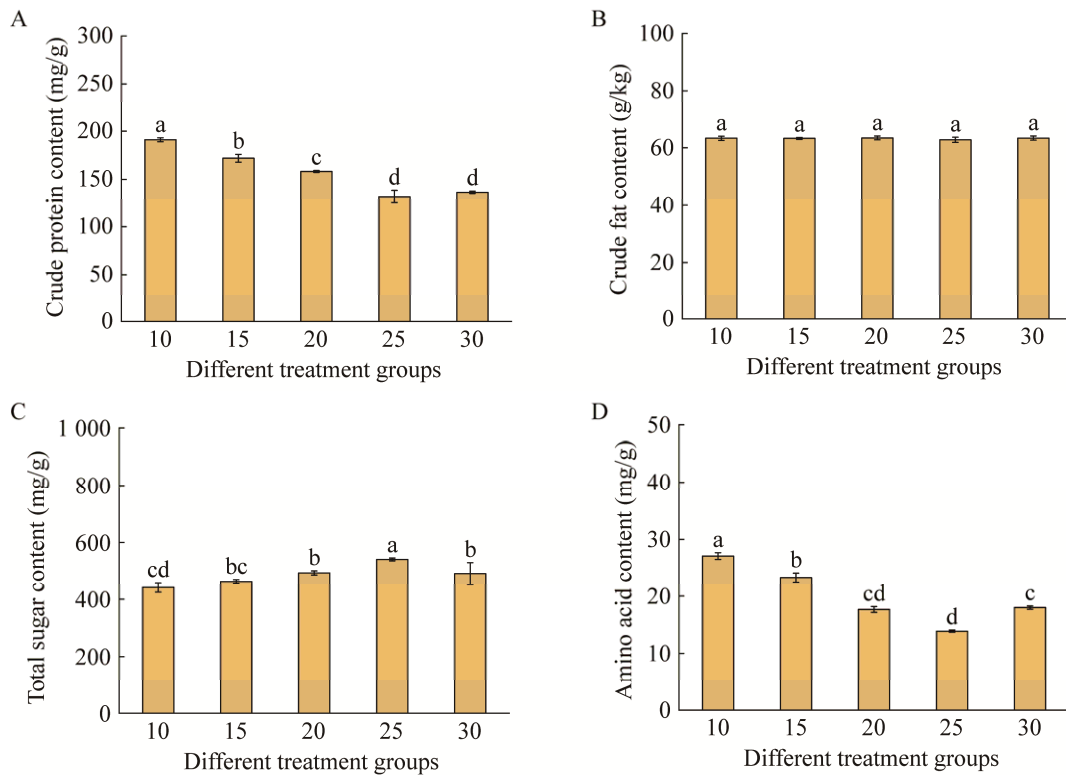 A
Crude protein content (mg/g)
300
250
200
150
100
50
0
a
b
c
d
d
10 15 20 25 30
Different treatment groups
B
Crude fat content (g/kg)
100
80
60
40
20
0
a
a
a
a
a
10 15 20 25 30
Different treatment groups
C
Total sugar content (mg/g)
1 000
800
600
400
200
0
cd
bc
b
a
b
10 15 20 25 30
Different treatment groups
D
Amino acid content (mg/g)
50
40
30
20
10
0
a
b
cd
d
c
10 15 20 25 30
Different treatment groups